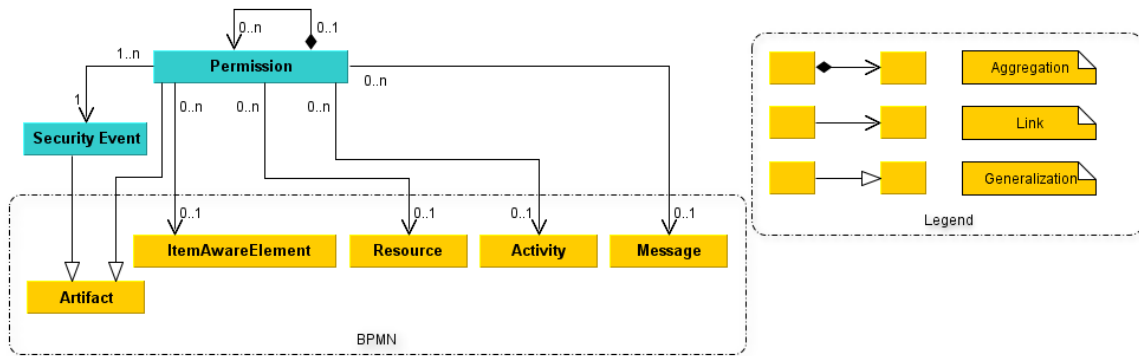 0..n
0..1
1..n
Permission
0..n
1
0..n
0..n
0..n
Security Event
0..1
0..1
0..1
0..1
ItemAwareElement
Resource
Activity
Message
Artifact
BPMN
Aggregation
Link
Generalization
Legend